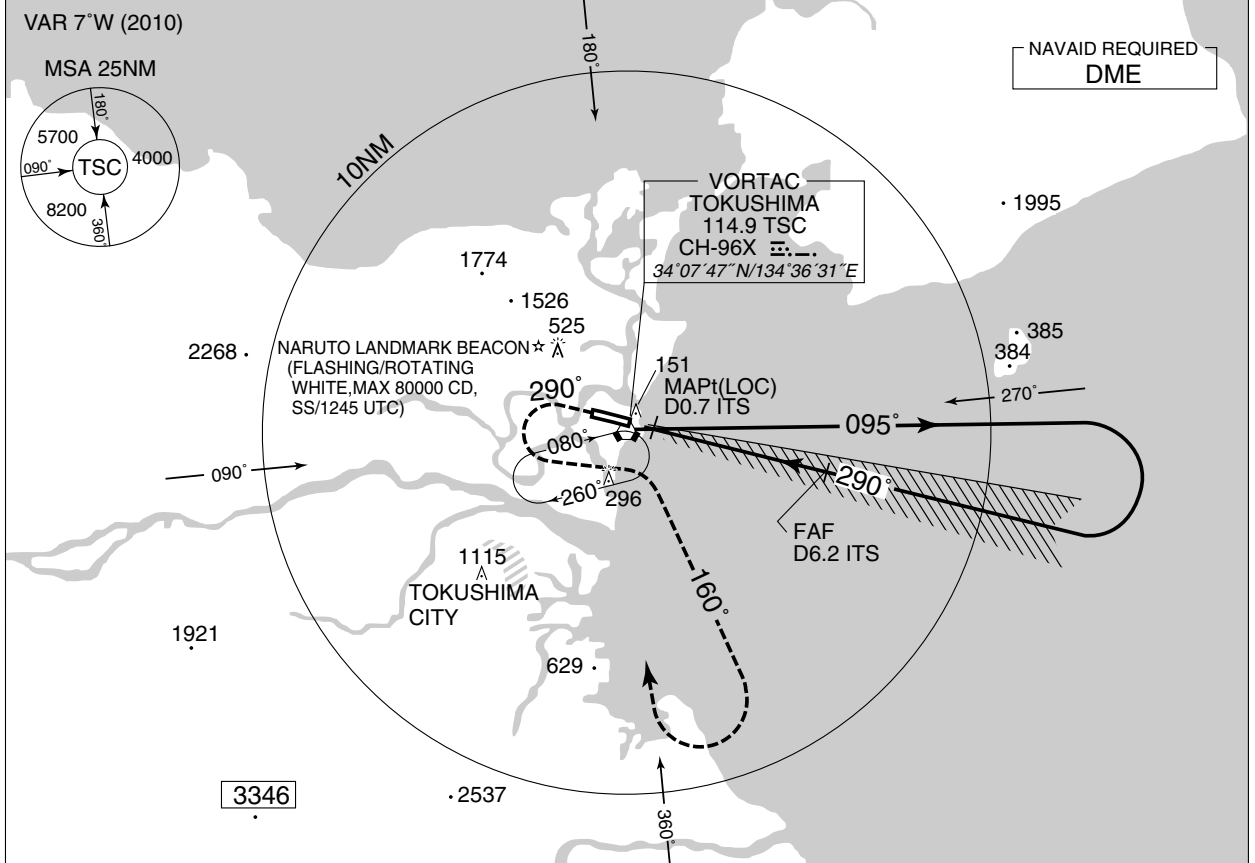 VAR 7°W (2010)
MSA 25NM
180°
5700
4000
090°
TSC
8200
360°
180°
NAVAID REQUIRED
DME
10NM
VORTAC
TOKUSHIMA
114.9 TSC
CH-96X
34°07´47˝N/134°36´31˝E
1995
1774
1526
525
2268
NARUTO LANDMARK BEACON
(FLASHING/ROTATING
WHITE,MAX 80000 CD,
SS/1245 UTC)
151
MAPt(LOC)
D0.7 ITS
385
384
270°
290°
095°
080°
090°
260°
296
290°
FAF
D6.2 ITS
1115
TOKUSHIMA
CITY
160°
1921
629
3346
2537
360°